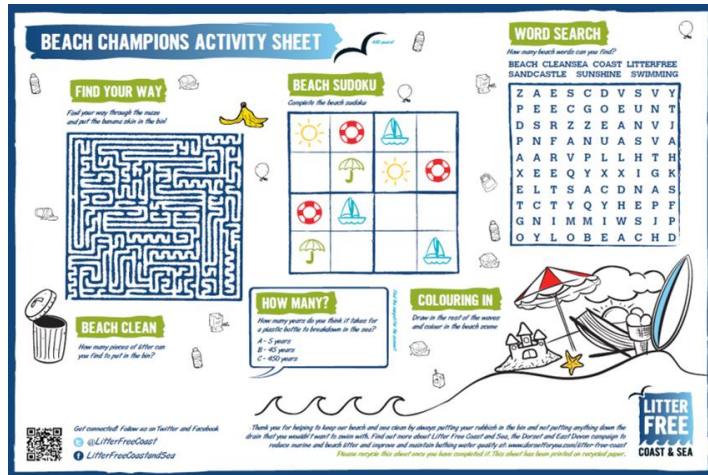 BEACH CHAMPIONS ACTIVITY SHEET
FIND YOUR WAY
Find your way through the maze
and put the banana skin in the bin!
BEACH SUDOKU
Complete the beach sudoku
WORD SEARCH
How many beach words can you find?
BEACH CLEANSEA COAST LITTERFREE
SANDCASTLE SUNSHINE SWIMMING
Z A E S C D V S V Y
P E E C G O E U N T
D S R Z Z E A N V J
P N F A N U A S V A
A A R V P L L H T H
X E E Q Y X X I G K
E L T S A C D N A S
T C T Y Q Y H E P F
G N I M M I W S J P
O Y L O B E A C H D
BEACH CLEAN
How many pieces of litter can
you find to put in the bin?
HOW MANY?
How many years do you think it takes for
a plastic bottle to breakdown in the sea?
A - 5 years
B - 45 years
C - 450 years
COLOURING IN
Draw in the rest of the waves
and colour in the beach scene
Get connected! Follow us on Twitter and Facebook
@LitterFreeCoast
LitterFreeCoastandSea
Thank you for helping to keep our beach and sea clean by always putting your rubbish in the bin and not putting anything down the
drain that you wouldn't want to swim with. Find out more about Litter Free Coast and Sea, the Dorset and East Devon campaign to
reduce marine and beach litter and improve and maintain bathing water quality at: www.dorsetforyou.com/litter-free-coast
Please recycle this sheet once you have completed it. This sheet has been printed on recycled paper.
LITTER
FREE
COAST & SEA